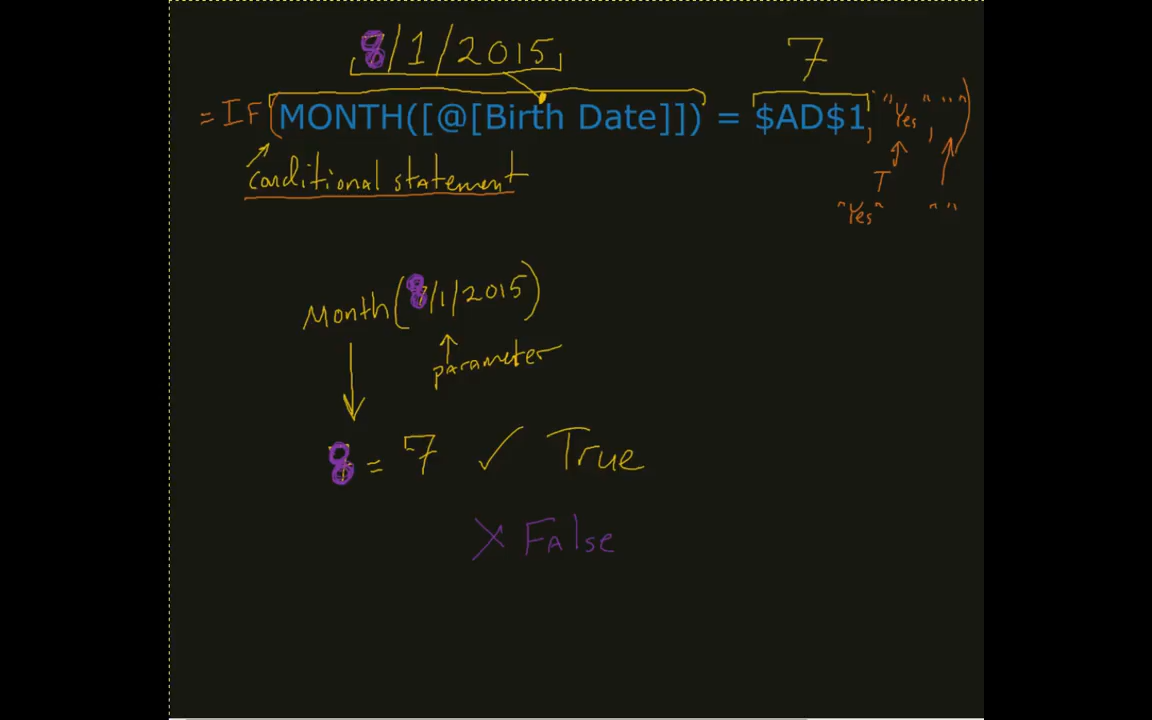 8/1/2015 7
=IF(MONTH([@[Birth Date]]) = $AD$1, "Yes", "")
conditional statement
T
"Yes" ""
Month(8/1/2015)
parameter
8 = 7 ✓ True
X False